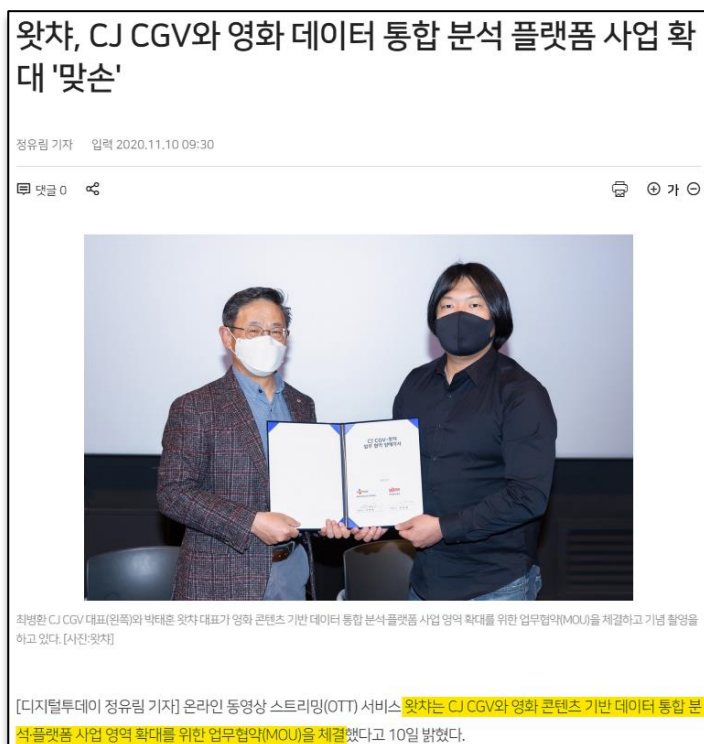 왓챠, CJ CGV와 영화 데이터 통합 분석 플랫폼 사업 확
대 '맞손'
정유림 기자 입력 2020.11.10 09:30
댓글 0
가
CJ CGV-왓챠
최병환 CJ CGV 대표(왼쪽)와 박태훈 왓챠 대표가 영화 콘텐츠 기반 데이터 통합 분석·플랫폼 사업 영역 확대를 위한 업무협약(MOU)을 체결하고 기념 촬영을
하고 있다. [사진:왓챠]
[디지털투데이 정유림 기자] 온라인 동영상 스트리밍(OTT) 서비스 왓챠는 CJ CGV와 영화 콘텐츠 기반 데이터 통합 분
석·플랫폼 사업 영역 확대를 위한 업무협약(MOU)을 체결했다고 10일 밝혔다.